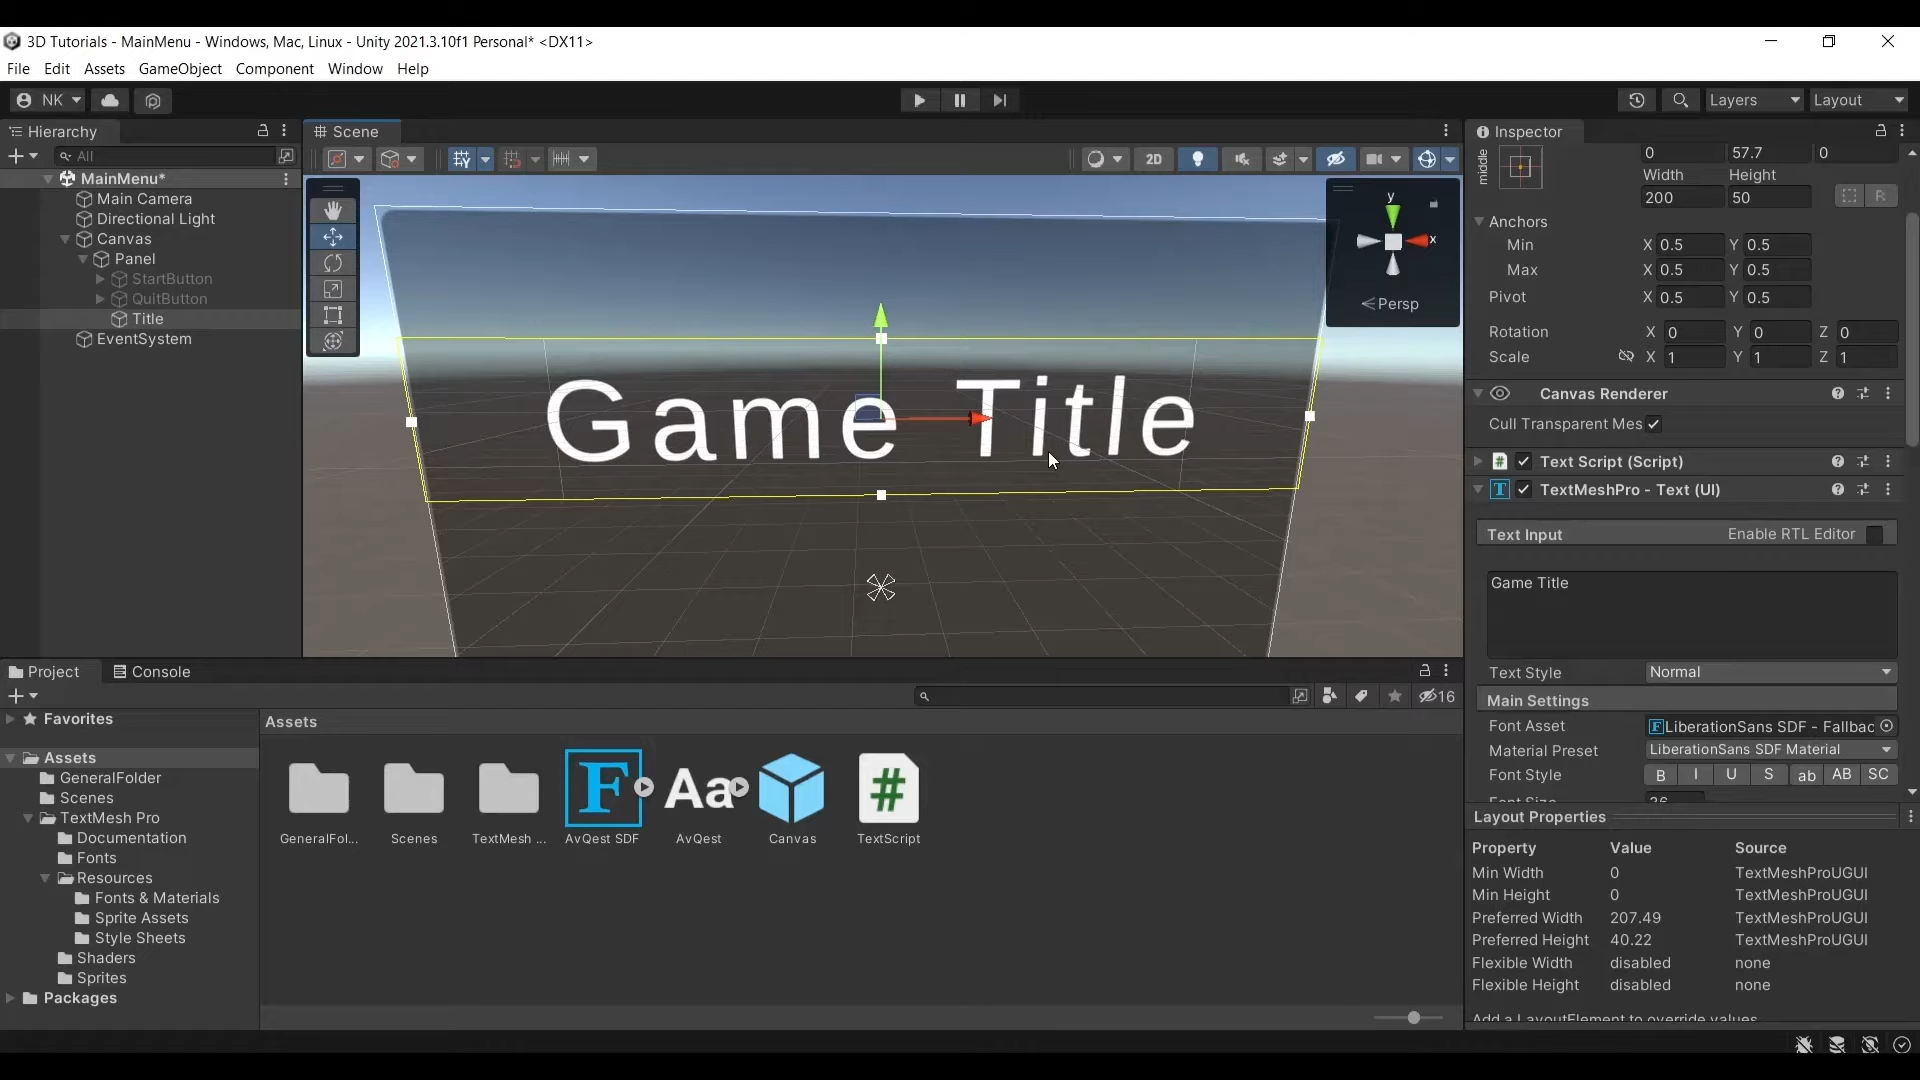 3D Tutorials - MainMenu - Windows, Mac, Linux - Unity 2021.3.10f1 Personal* <DX11>
File Edit Assets GameObject Component Window Help
NK Layers Layout
Hierarchy
All
MainMenu*
Main Camera
Directional Light
Canvas
Panel
StartButton
QuitButton
Title
EventSystem
Scene
2D
y
x
Persp
Game Title
Inspector
middle
0 57.7 0
Width Height
200 50
R
Anchors
Min X 0.5 Y 0.5
Max X 0.5 Y 0.5
Pivot X 0.5 Y 0.5
Rotation X 0 Y 0 Z 0
Scale X 1 Y 1 Z 1
Canvas Renderer
Cull Transparent Mes
# Text Script (Script)
T TextMeshPro - Text (UI)
Text Input Enable RTL Editor
Game Title
Text Style Normal
Main Settings
Font Asset F LiberationSans SDF - Fallbac
Material Preset LiberationSans SDF Material
Font Style B I U S ab AB SC
Font Size 36
Layout Properties
Property Value Source
Min Width 0 TextMeshProUGUI
Min Height 0 TextMeshProUGUI
Preferred Width 207.49 TextMeshProUGUI
Preferred Height 40.22 TextMeshProUGUI
Flexible Width disabled none
Flexible Height disabled none
Add a LayoutElement to override values
Project Console
16
Favorites
Assets
GeneralFolder
Scenes
TextMesh Pro
Documentation
Fonts
Resources
Fonts & Materials
Sprite Assets
Style Sheets
Shaders
Sprites
Packages
Assets
F Aa #
GeneralFol... Scenes TextMesh ... AvQest SDF AvQest Canvas TextScript